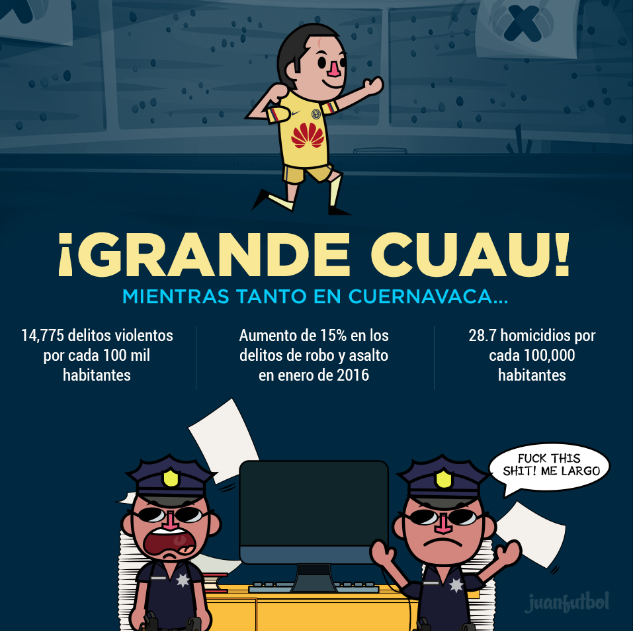 ¡GRANDE CUAU!
MIENTRAS TANTO EN CUERNAVACA...
14,775 delitos violentos
por cada 100 mil
habitantes
Aumento de 15% en los
delitos de robo y asalto
en enero de 2016
28.7 homicidios por
cada 100,000
habitantes
FUCK THIS
SHIT! ME LARGO
juanfutbol